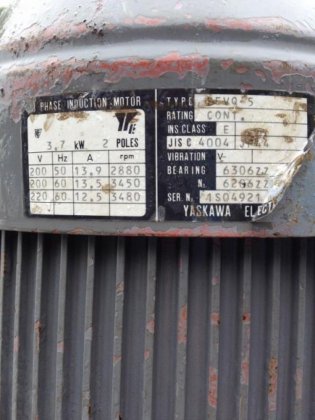 PHASE INDUCTION MOTOR
3,7 kW 2 POLES
V Hz A rpm
200 50 13,9 2880
200 60 13,5 3450
220 60 12,5 3480
TYPE
RATING CONT.
INS.CLASS E
JIS C 4004
VIBRATION V-
BEARING 6306ZZ
N. 6206ZZ
SER.N. 1S04921
YASKAWA ELECT